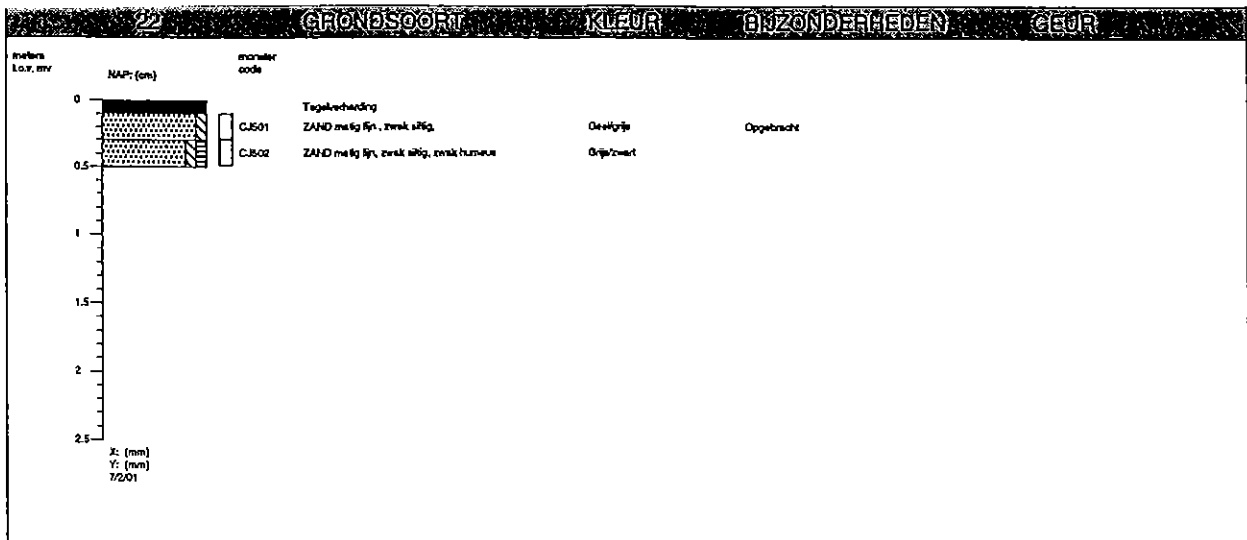 22 GRONDSOORT KLEUR BIJZONDERHEDEN GEUR
meters monster
t.o.v. mv NAP: (cm) code
0 Tegelverharding
CJS01 ZAND matig fijn , zwak siltig, Geel/grijs Opgebracht
CJS02 ZAND matig fijn, zwak siltig, zwak humeus Grijs/zwart
0.5
1
1.5
2
2.5
X: (mm)
Y: (mm)
7/2/01